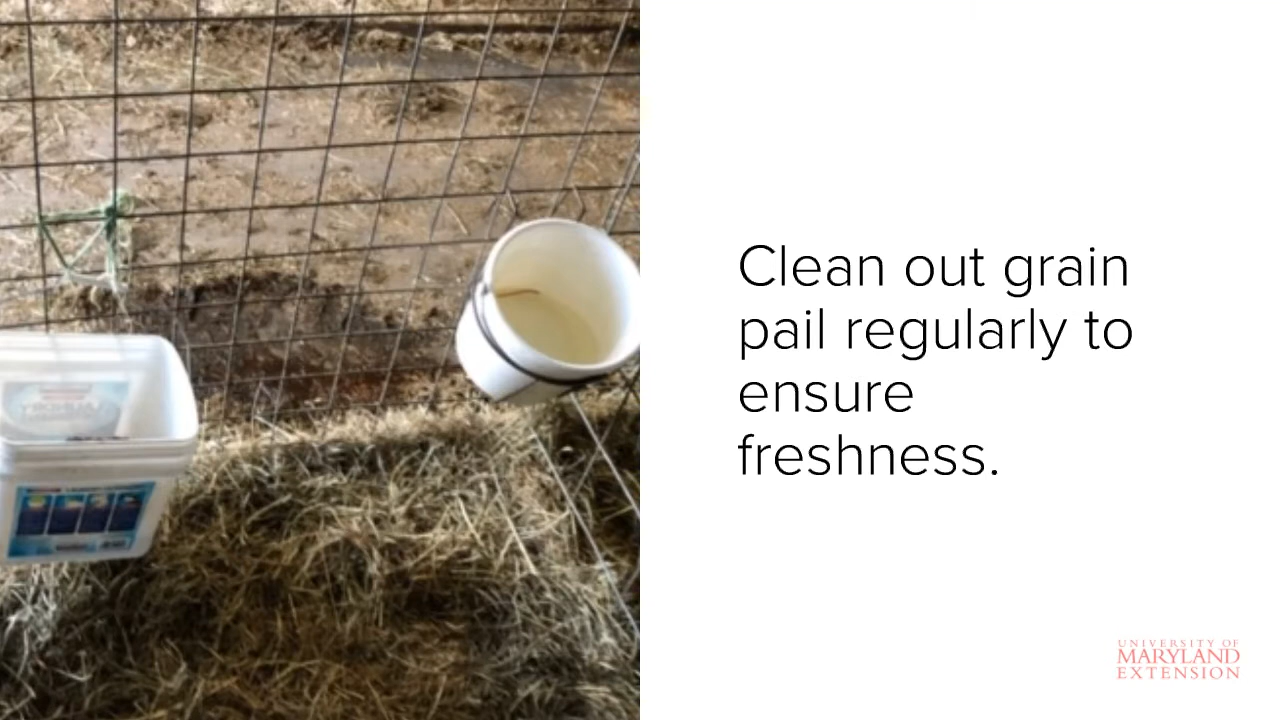 Clean out grain
pail regularly to
ensure
freshness.
UNIVERSITY OF
MARYLAND
EXTENSION